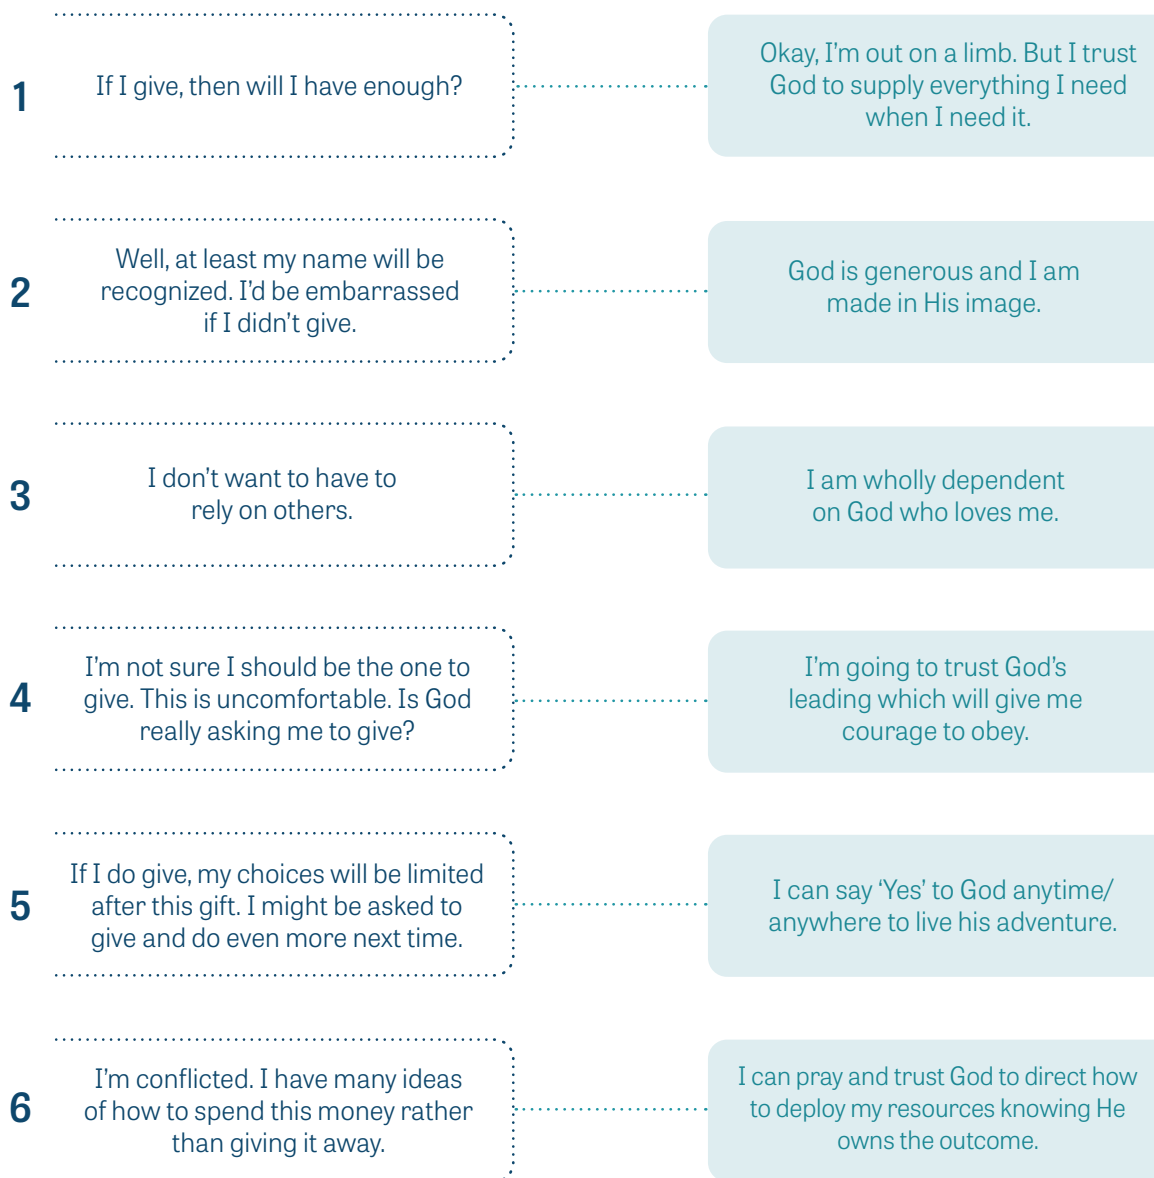 1
If I give, then will I have enough?
Okay, I’m out on a limb. But I trust
God to supply everything I need
when I need it.
2
Well, at least my name will be
recognized. I’d be embarrassed
if I didn’t give.
God is generous and I am
made in His image.
3
I don’t want to have to
rely on others.
I am wholly dependent
on God who loves me.
4
I’m not sure I should be the one to
give. This is uncomfortable. Is God
really asking me to give?
I’m going to trust God’s
leading which will give me
courage to obey.
5
If I do give, my choices will be limited
after this gift. I might be asked to
give and do even more next time.
I can say ‘Yes’ to God anytime/
anywhere to live his adventure.
6
I’m conflicted. I have many ideas
of how to spend this money rather
than giving it away.
I can pray and trust God to direct how
to deploy my resources knowing He
owns the outcome.